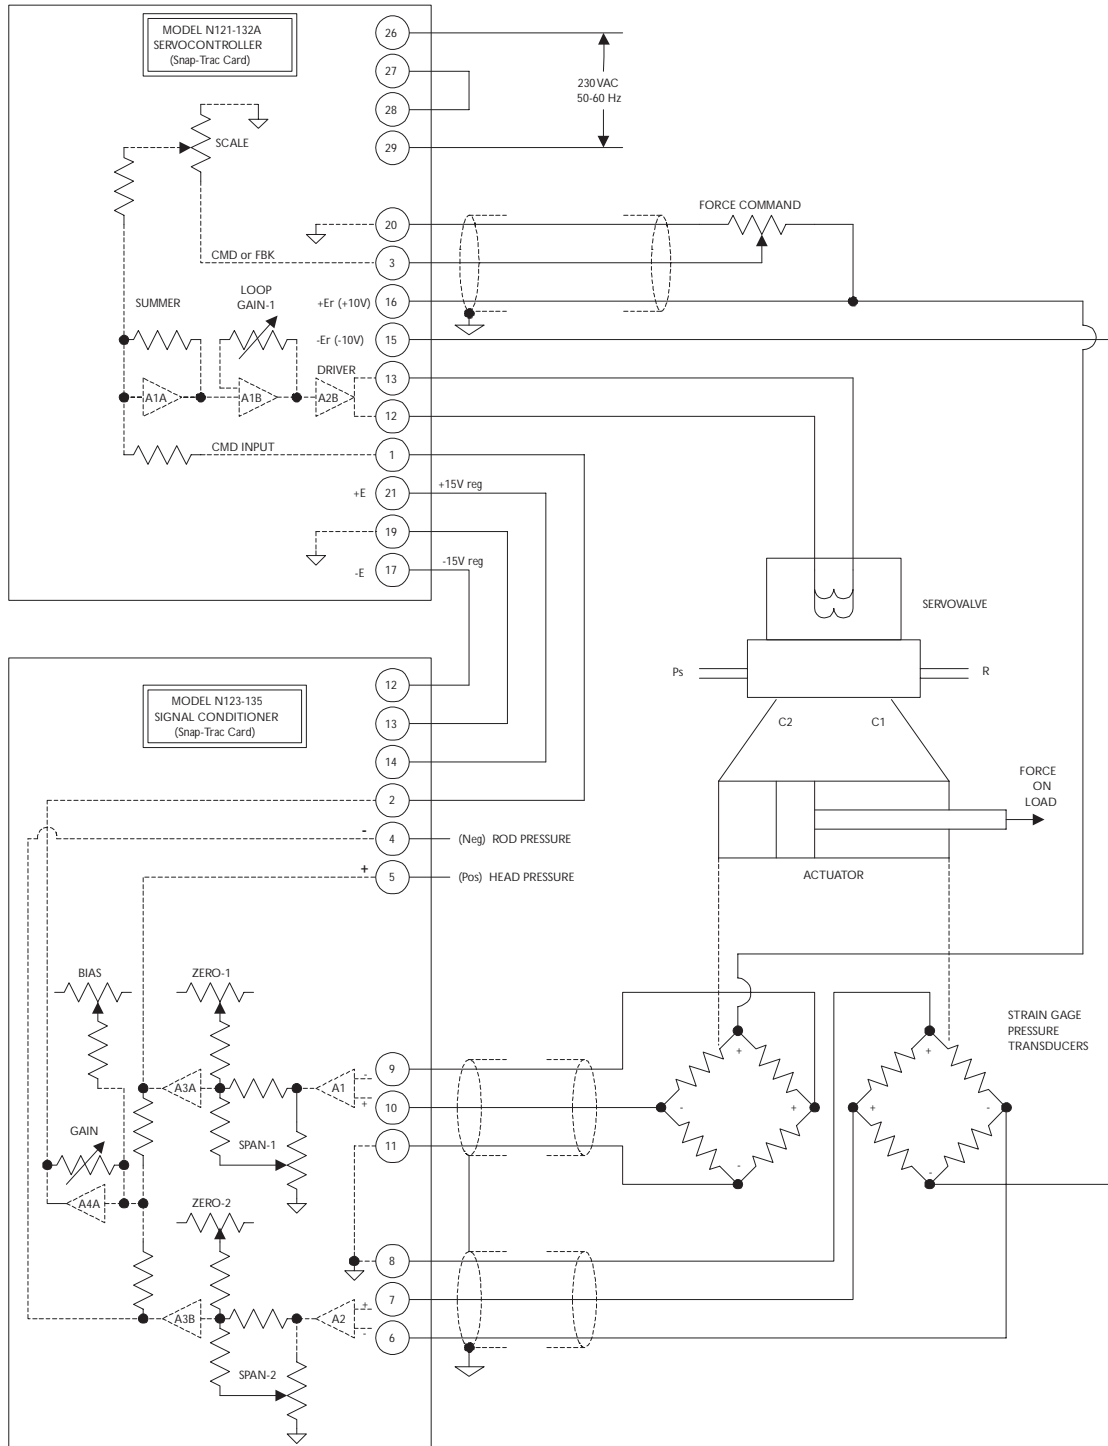 MODEL N121-132A
SERVOCONTROLLER
(Snap-Trac Card)
26
27
28
29
230 VAC
50-60 Hz
SCALE
20
FORCE COMMAND
CMD or FBK
3
SUMMER
LOOP
GAIN-1
+Er (+10V)
16
-Er (-10V)
15
DRIVER
13
A1A
A1B
A2B
12
CMD INPUT
1
+E
21
+15V reg
19
-E
17
-15V reg
SERVOVALVE
Ps
R
C2
C1
MODEL N123-135
SIGNAL CONDITIONER
(Snap-Trac Card)
12
13
14
2
-
4
(Neg) ROD PRESSURE
+
5
(Pos) HEAD PRESSURE
FORCE
ON
LOAD
ACTUATOR
BIAS
ZERO-1
STRAIN GAGE
PRESSURE
TRANSDUCERS
9
A3A
A1
-
+
10
+
-
+
-
+
+
-
-
GAIN
SPAN-1
11
A4A
ZERO-2
8
7
A3B
A2
+
-
6
SPAN-2